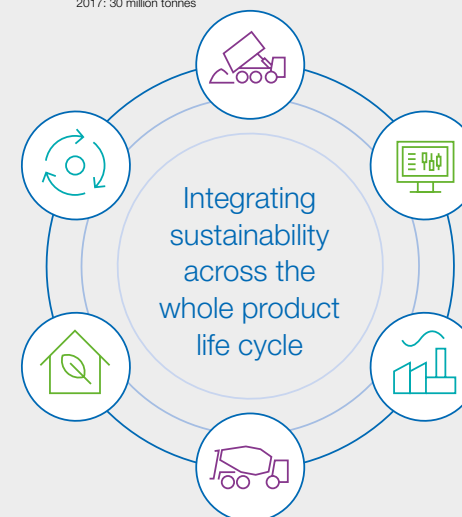 2017: 30 million tonnes
Integrating
sustainability
across the
whole product
life cycle